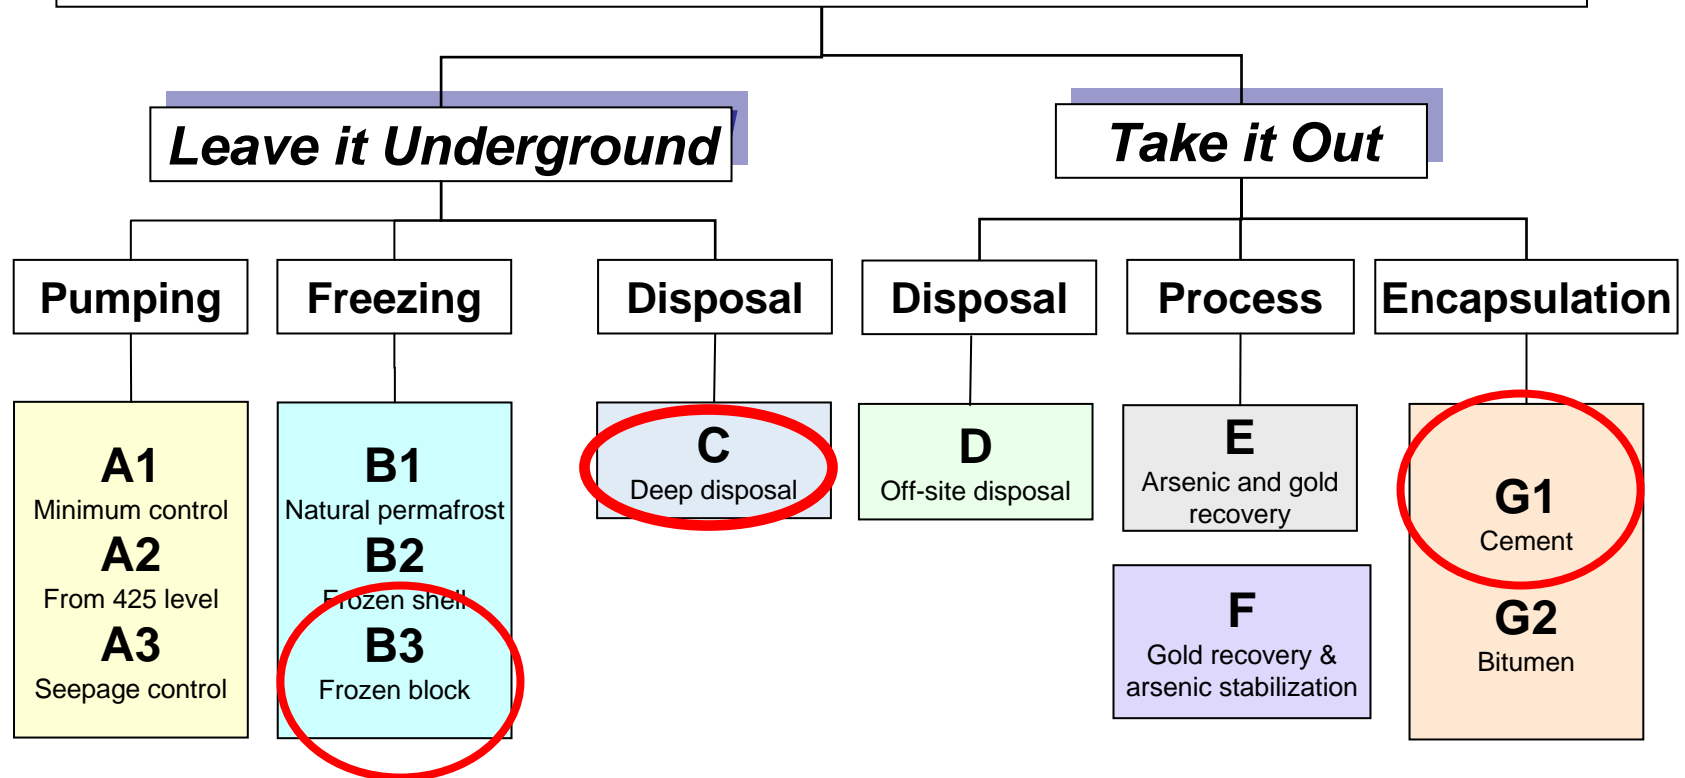 Leave it Underground
Take it Out
Pumping
Freezing
Disposal
Disposal
Process
Encapsulation
A1
Minimum control
A2
From 425 level
A3
Seepage control
B1
Natural permafrost
B2
Frozen shell
B3
Frozen block
C
Deep disposal
D
Off-site disposal
E
Arsenic and gold
recovery
F
Gold recovery &
arsenic stabilization
G1
Cement
G2
Bitumen